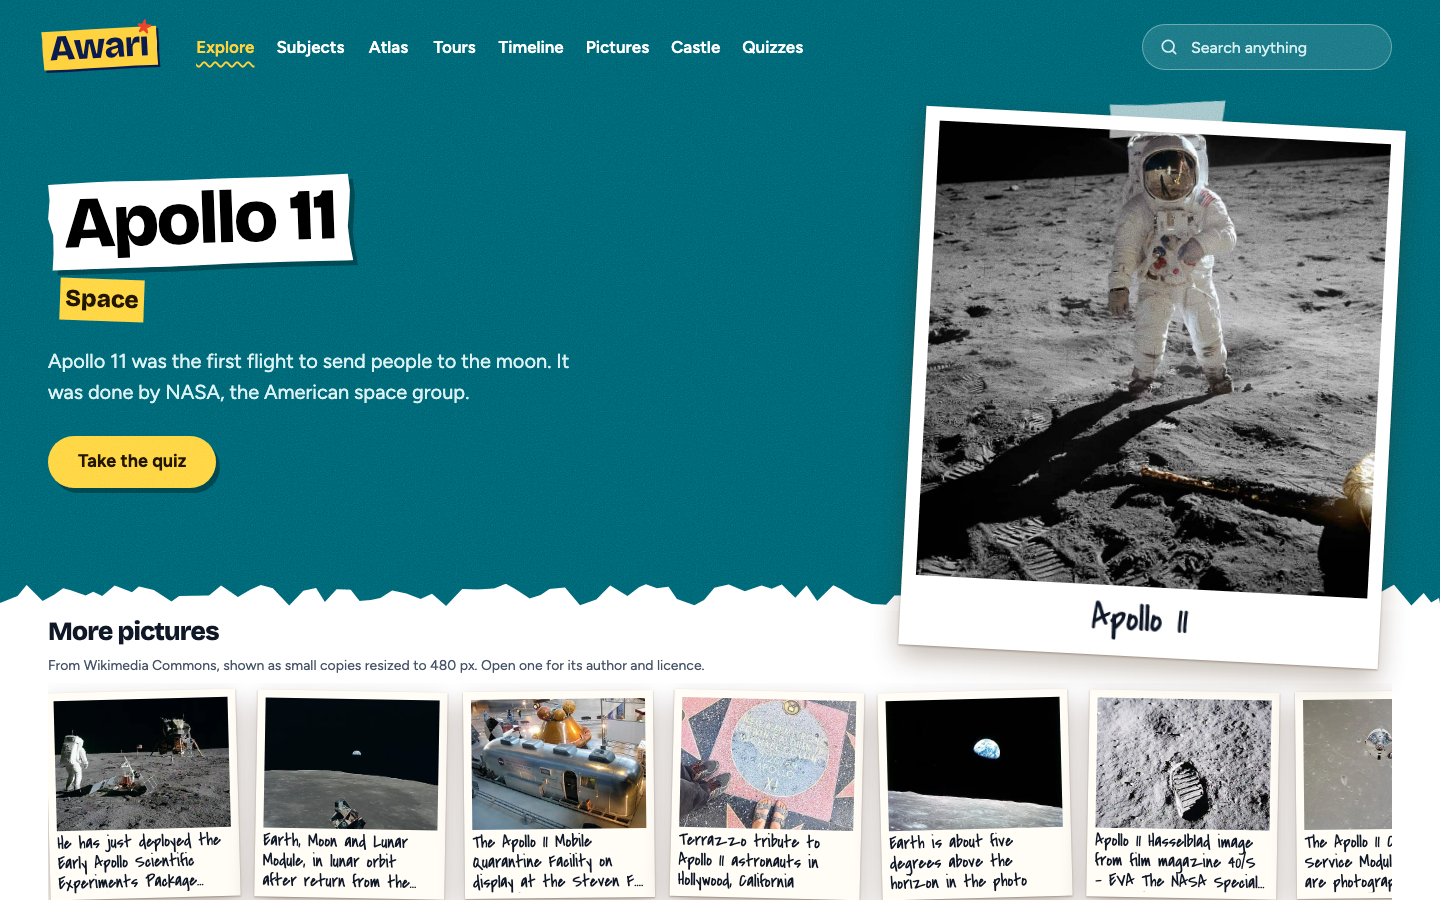 Awari
Explore Subjects Atlas Tours Timeline Pictures Castle Quizzes
Search anything
Apollo 11
Space
Apollo 11 was the first flight to send people to the moon. It
was done by NASA, the American space group.
Take the quiz
Apollo 11
More pictures
From Wikimedia Commons, shown as small copies resized to 480 px. Open one for its author and licence.
He has just deployed the
Early Apollo Scientific
Experiments Package...
Earth, Moon and Lunar
Module, in lunar orbit
after return from the...
The Apollo 11 Mobile
Quarantine Facility on
display at the Steven F....
Terrazzo tribute to
Apollo 11 astronauts in
Hollywood, California
Earth is about five
degrees above the
horizon in the photo
Apollo 11 Hasselblad image
from film magazine 40/S
- EVA The NASA Special...
The Apollo 11 C
Service Modul
are photograp